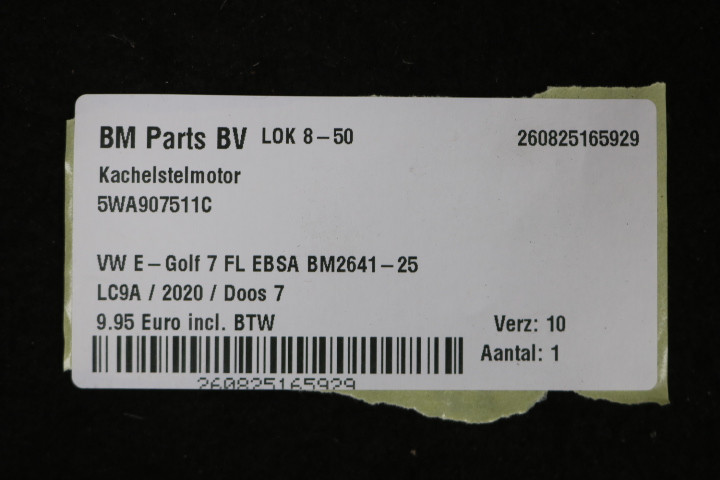 BM Parts BV LOK 8-50 260825165929
Kachelstelmotor
5WA907511C
VW E-Golf 7 FL EBSA BM2641-25
LC9A / 2020 / Doos 7
9.95 Euro incl. BTW Verz: 10
Aantal: 1
260825165929